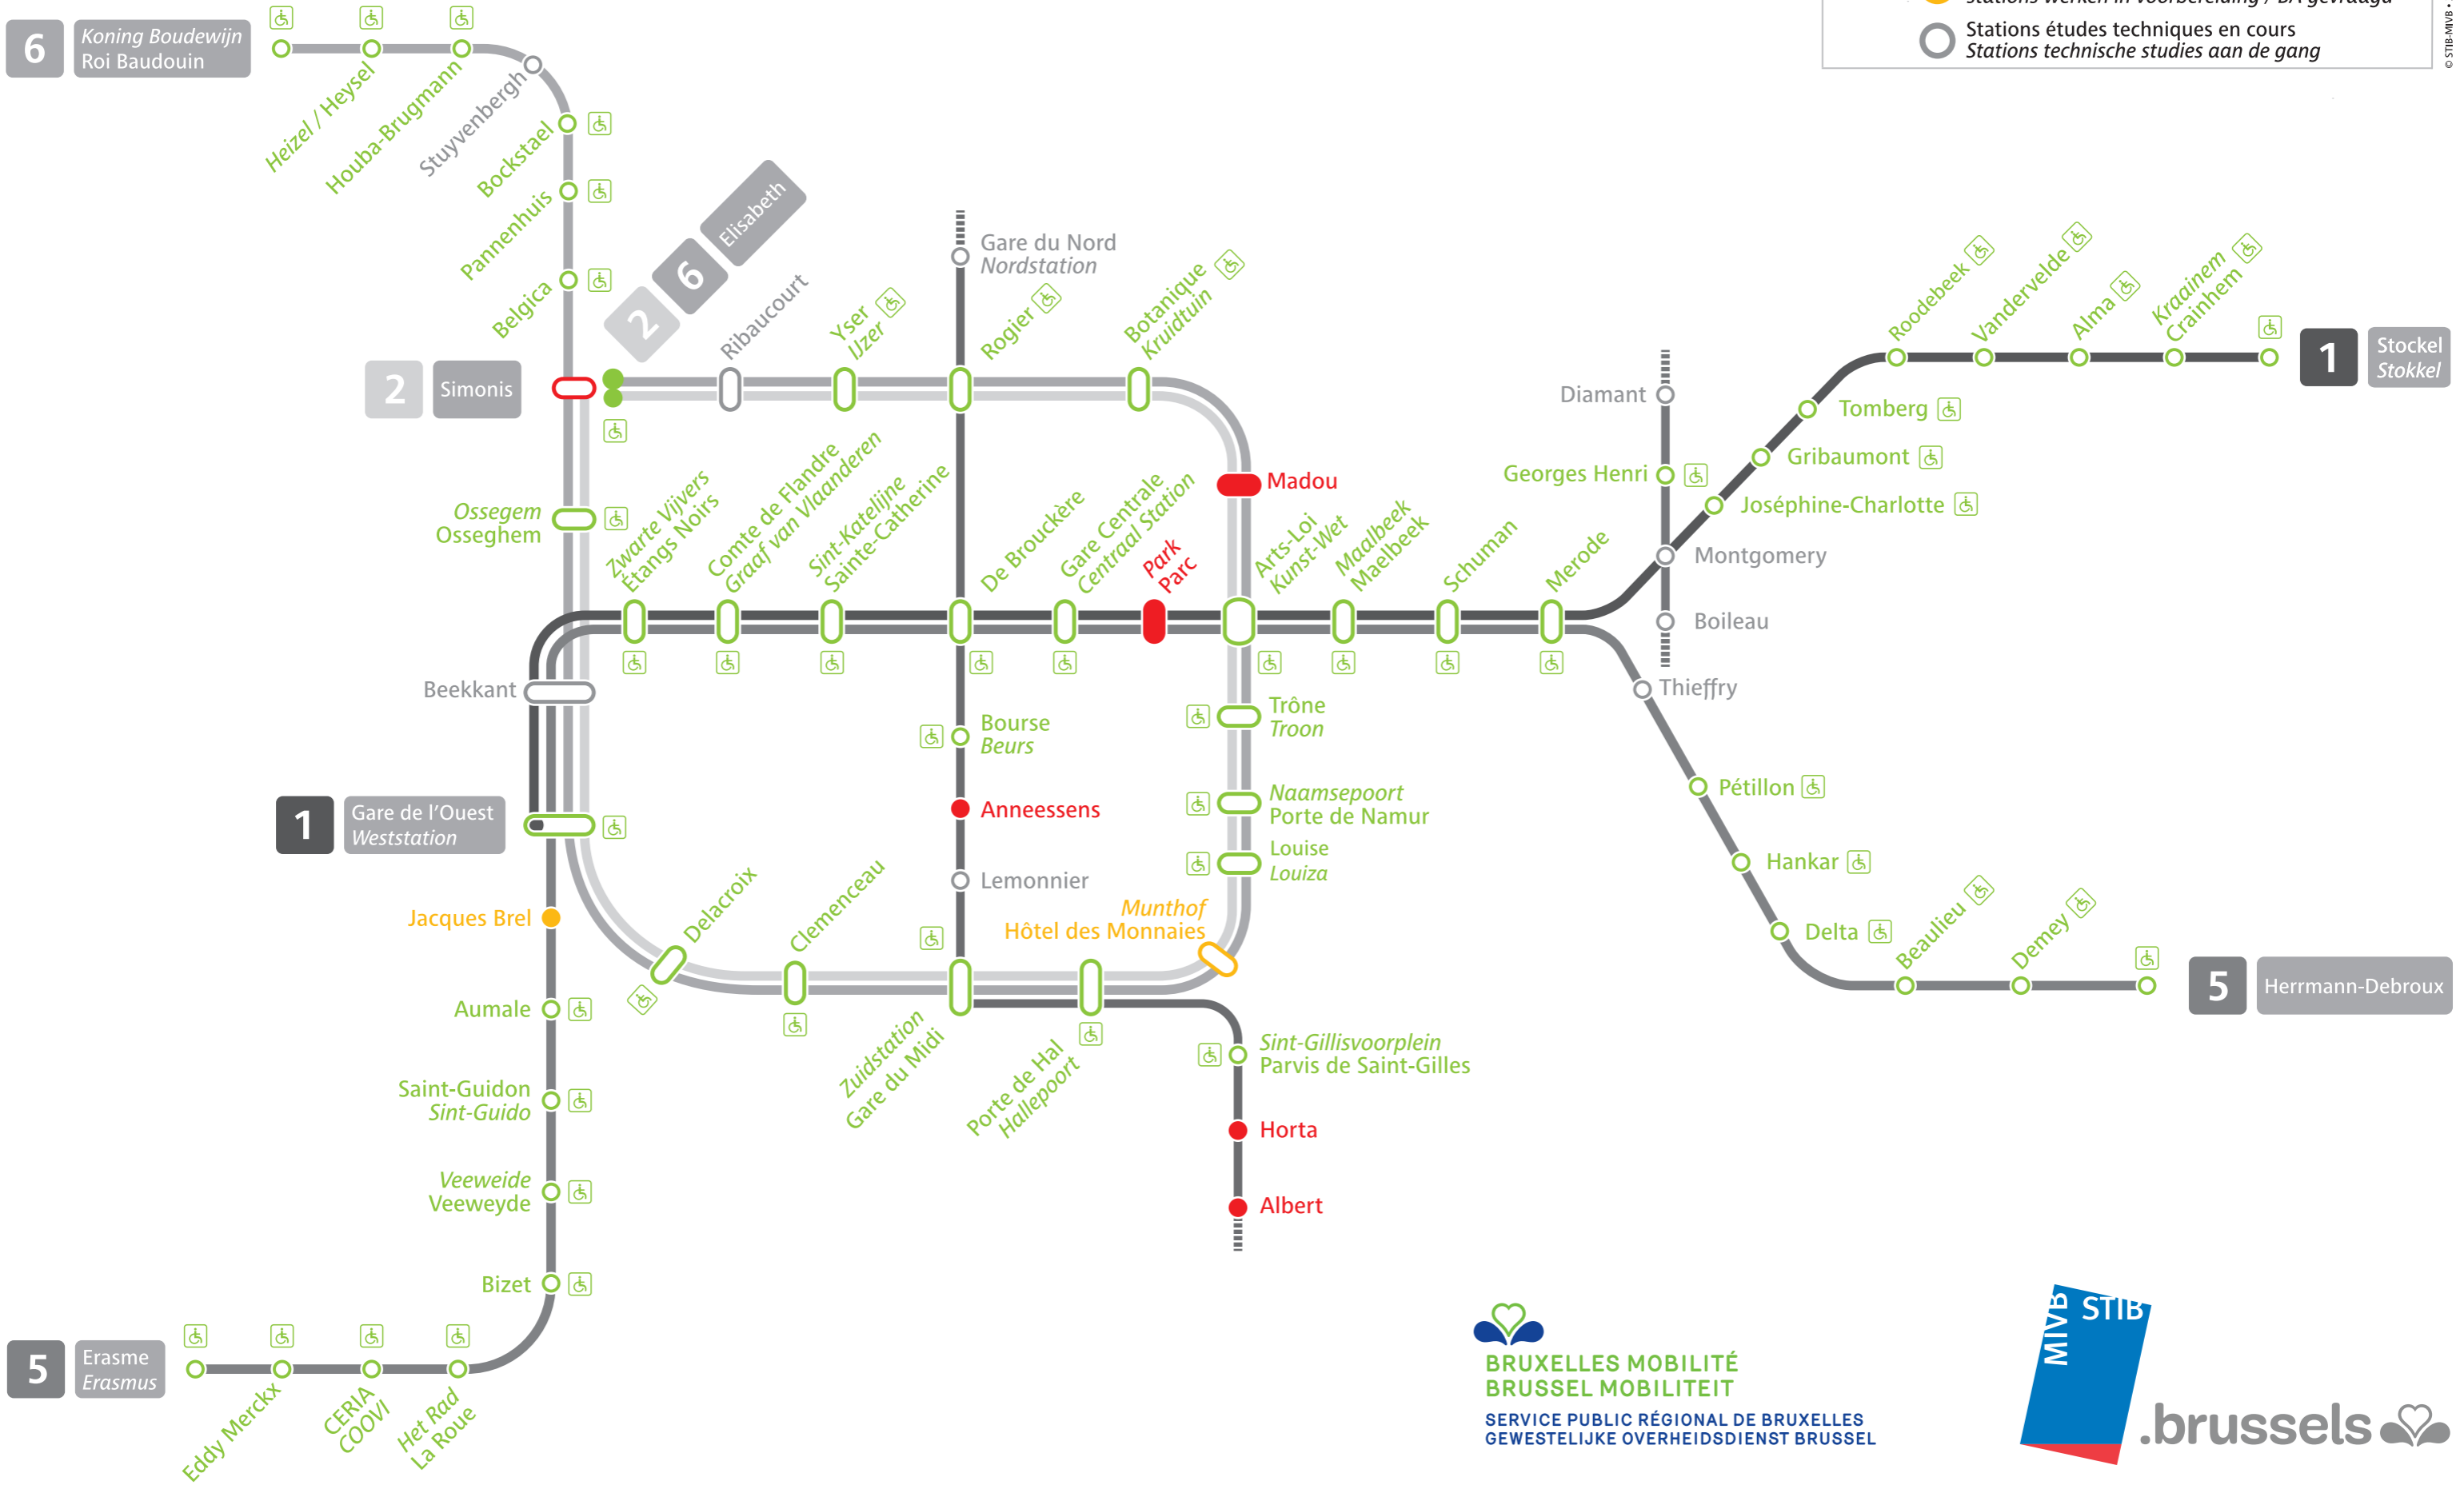 stations werken in voorbereiding / BA gevraagd
Stations études techniques en cours
Stations technische studies aan de gang
© STIB-MIVB •
6
Koning Boudewijn
Roi Baudouin
Heizel / Heysel
Houba-Brugmann
Stuyvenbergh
Bockstael
Pannenhuis
Belgica
2
6
Elisabeth
2
Simonis
Ribaucourt
Yser
IJzer
Gare du Nord
Nordstation
Rogier
Botanique
Kruidtuin
Madou
Ossegem
Osseghem
Zwarte Vijvers
Étangs Noirs
Comte de Flandre
Graaf van Vlaanderen
Sint-Katelijne
Sainte-Catherine
De Brouckère
Gare Centrale
Centraal Station
Park
Parc
Arts-Loi
Kunst-Wet
Maalbeek
Maelbeek
Schuman
Merode
Diamant
Georges Henri
Montgomery
Boileau
Thieffry
Joséphine-Charlotte
Gribaumont
Tomberg
Roodebeek
Vandervelde
Alma
Kraainem
Crainhem
1
Stockel
Stokkel
Beekkant
1
Gare de l'Ouest
Weststation
Bourse
Beurs
Anneessens
Lemonnier
Trône
Troon
Naamsepoort
Porte de Namur
Louise
Louiza
Munthof
Hôtel des Monnaies
Pétillon
Hankar
Delta
Beaulieu
Demey
5
Herrmann-Debroux
Jacques Brel
Delacroix
Clemenceau
Zuidstation
Gare du Midi
Porte de Hal
Hallepoort
Sint-Gillisvoorplein
Parvis de Saint-Gilles
Horta
Albert
Aumale
Saint-Guidon
Sint-Guido
Veeweide
Veeweyde
Bizet
5
Erasme
Erasmus
Eddy Merckx
CERIA
COOVI
Het Rad
La Roue
BRUXELLES MOBILITÉ
BRUSSEL MOBILITEIT
SERVICE PUBLIC RÉGIONAL DE BRUXELLES
GEWESTELIJKE OVERHEIDSDIENST BRUSSEL
MIVB
STIB
.brussels